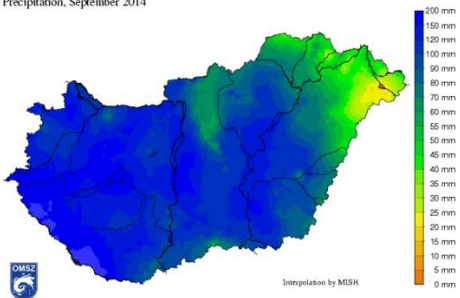 Precipitation, September 2014
200 mm
150 mm
120 mm
100 mm
90 mm
80 mm
70 mm
60 mm
55 mm
50 mm
45 mm
40 mm
35 mm
30 mm
25 mm
20 mm
15 mm
10 mm
5 mm
0 mm
Interpolation by MISH
OMSZ